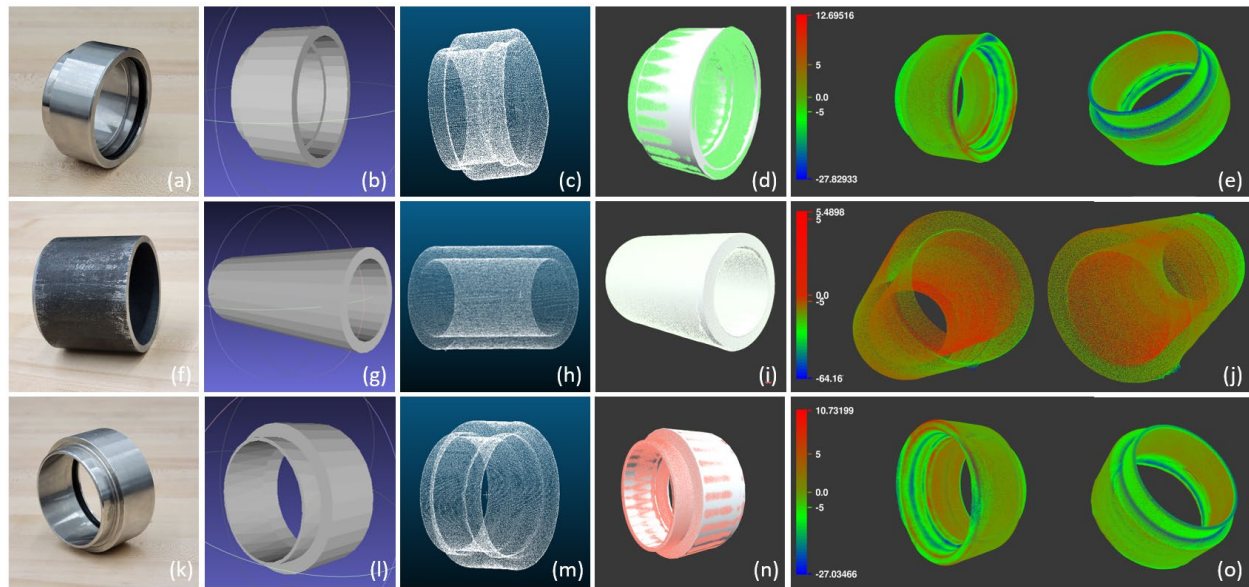 (a)
(b)
(c)
(d)
12.69516
5
0.0
-5
-27.82933
(e)
(f)
(g)
(h)
(i)
5.4898
5
0.0
-5
-64.16
(j)
(k)
(l)
(m)
(n)
10.73199
5
0.0
-5
-27.03466
(o)